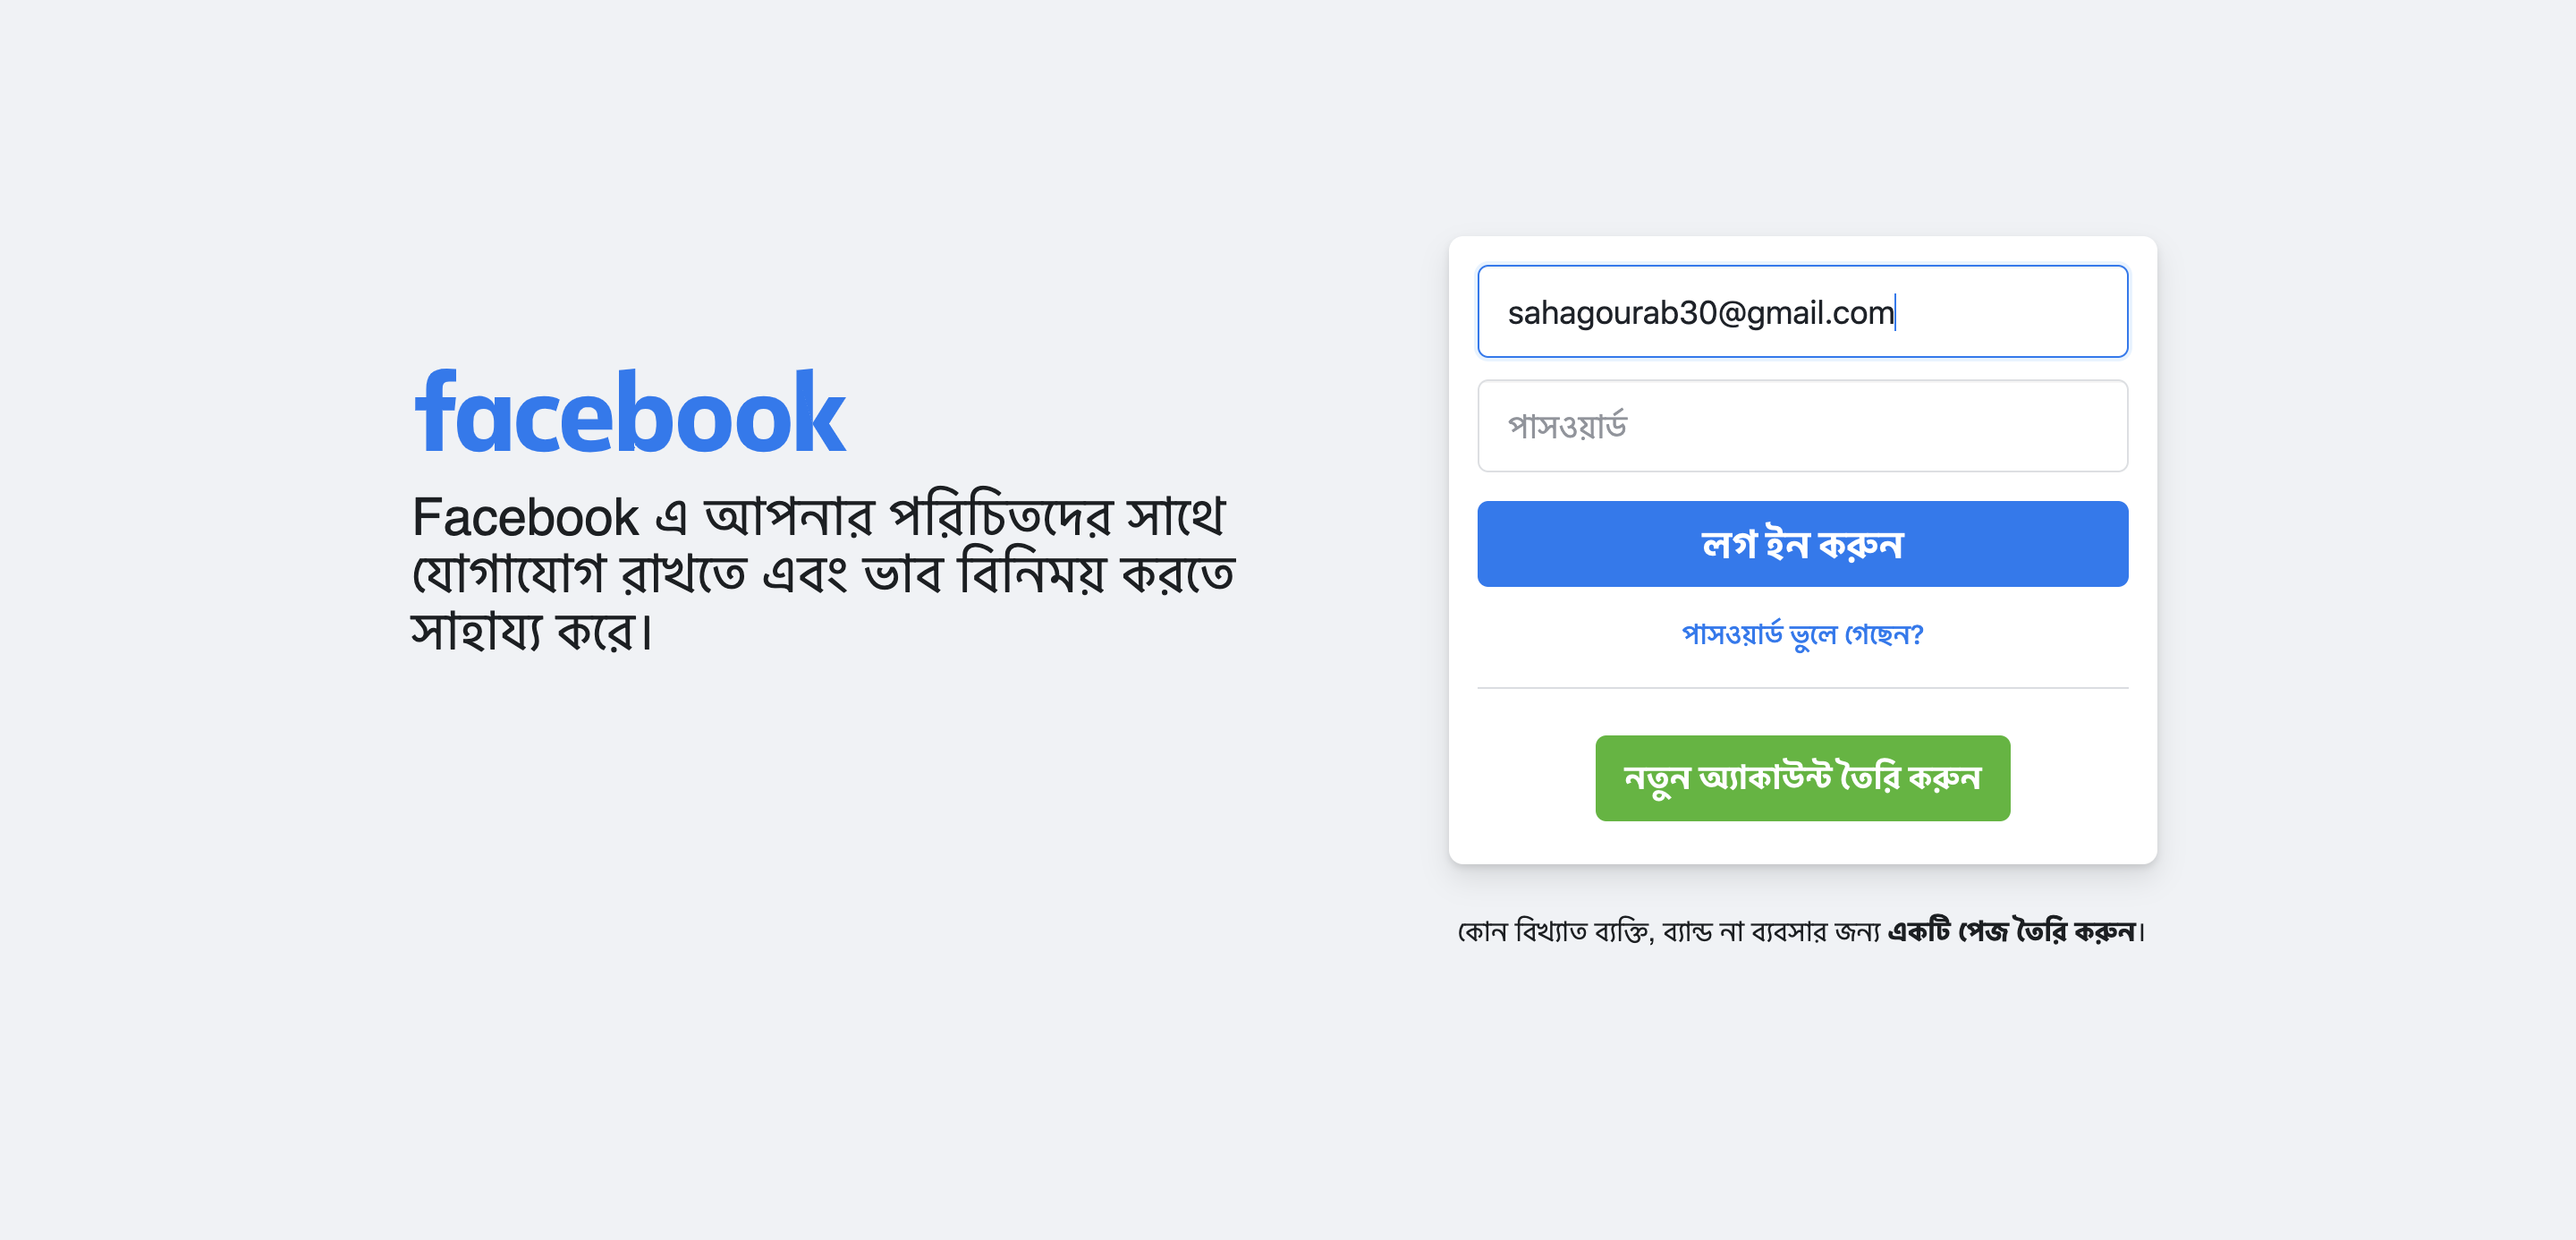 facebook
Facebook এ আপনার পরিচিতদের সাথে
যোগাযোগ রাখতে এবং ভাব বিনিময় করতে
সাহায্য করে।
sahagourab30@gmail.com
পাসওয়ার্ড
লগ ইন করুন
পাসওয়ার্ড ভুলে গেছেন?
নতুন অ্যাকাউন্ট তৈরি করুন
কোন বিখ্যাত ব্যক্তি, ব্যান্ড না ব্যবসার জন্য একটি পেজ তৈরি করুন।